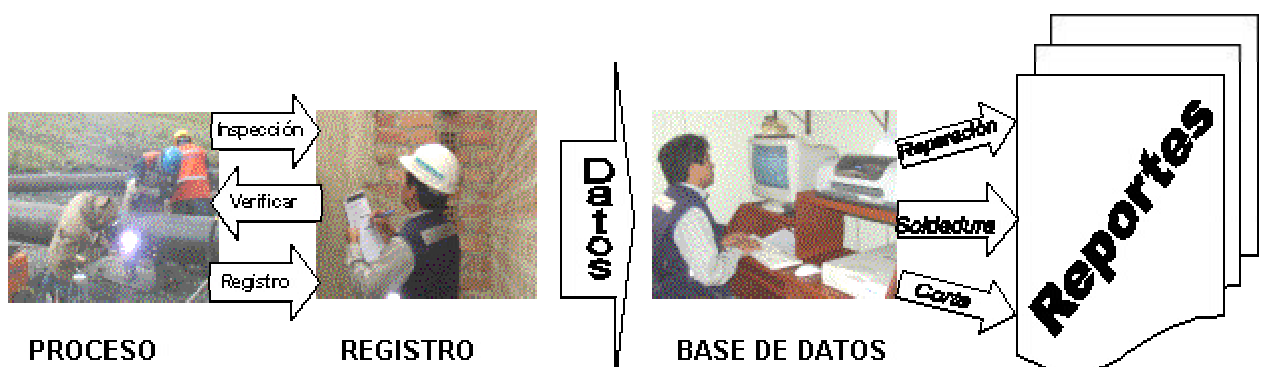 Inspección
Verificar
Registro
Datos
Reparación
Soldadura
Corte
Reportes
PROCESO
REGISTRO
BASE DE DATOS